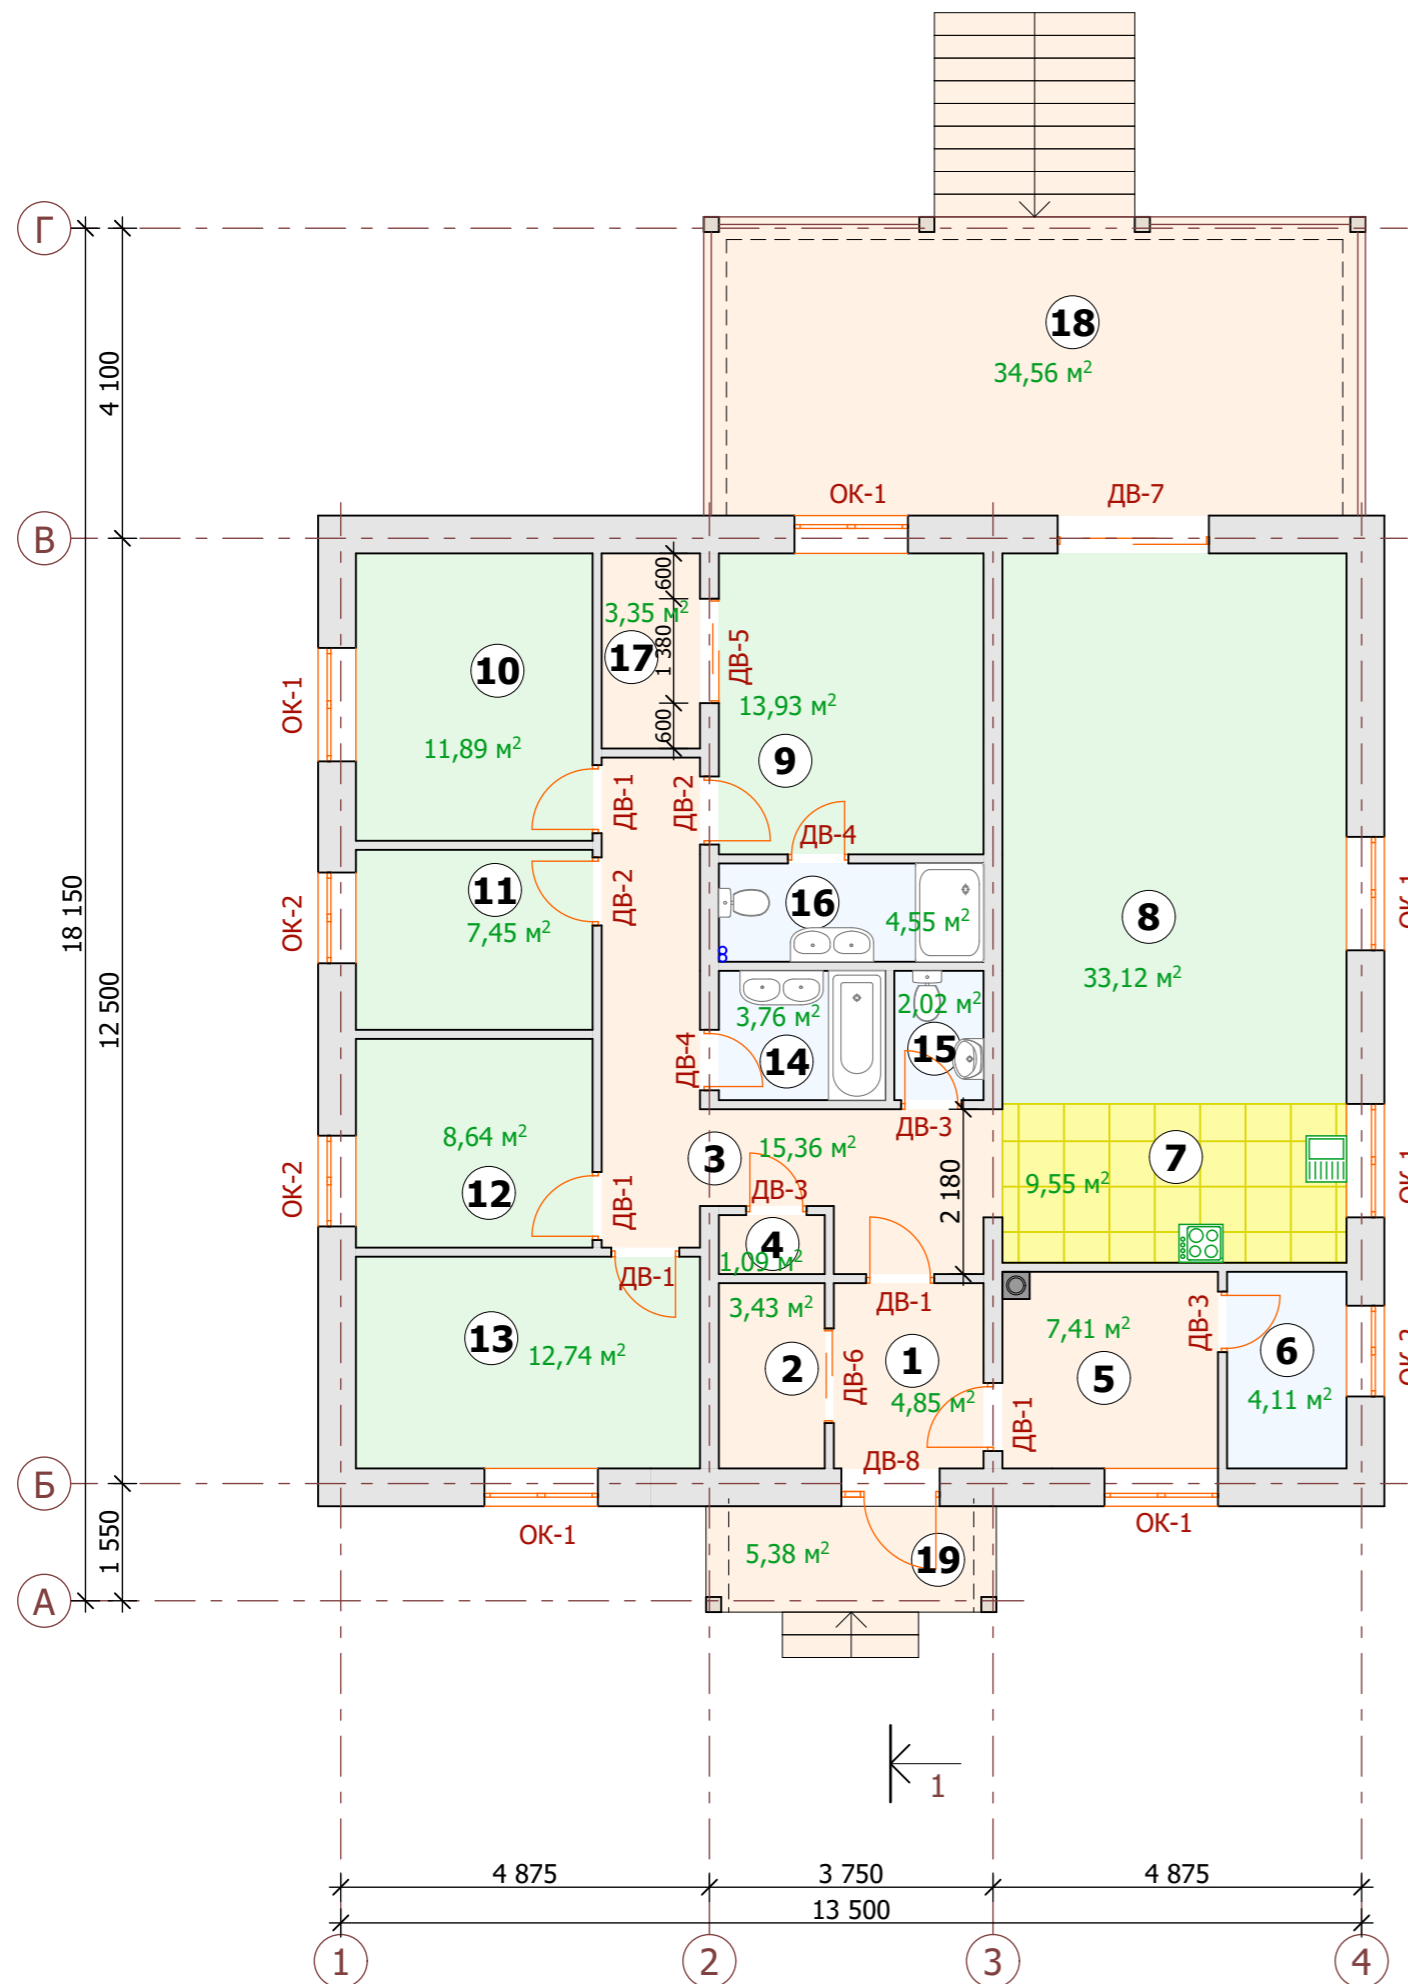 Г
18
34,56 м²
4 100
ОК-1
ДВ-7
В
600
3,35 м²
17
1 380
ДВ-5
10
ОК-1
13,93 м²
600
11,89 м²
9
ДВ-1
ДВ-2
ДВ-4
11
ДВ-2
16
8
ОК-1
ОК-2
7,45 м²
4,55 м²
18 150
8
33,12 м²
12 500
3,76 м²
2,02 м²
14
15
ДВ-4
ДВ-3
8,64 м²
3
15,36 м²
7
ОК-1
12
ОК-2
ДВ-1
ДВ-3
2 180
9,55 м²
4
1,09 м²
ДВ-1
ДВ-1
3,43 м²
7,41 м²
ДВ-3
13
12,74 м²
2
ДВ-6
1
5
6
ОК-2
4,85 м²
4,11 м²
ДВ-1
ДВ-8
Б
ОК-1
ОК-1
1 550
5,38 м²
19
А
1
4 875
3 750
4 875
13 500
1
2
3
4